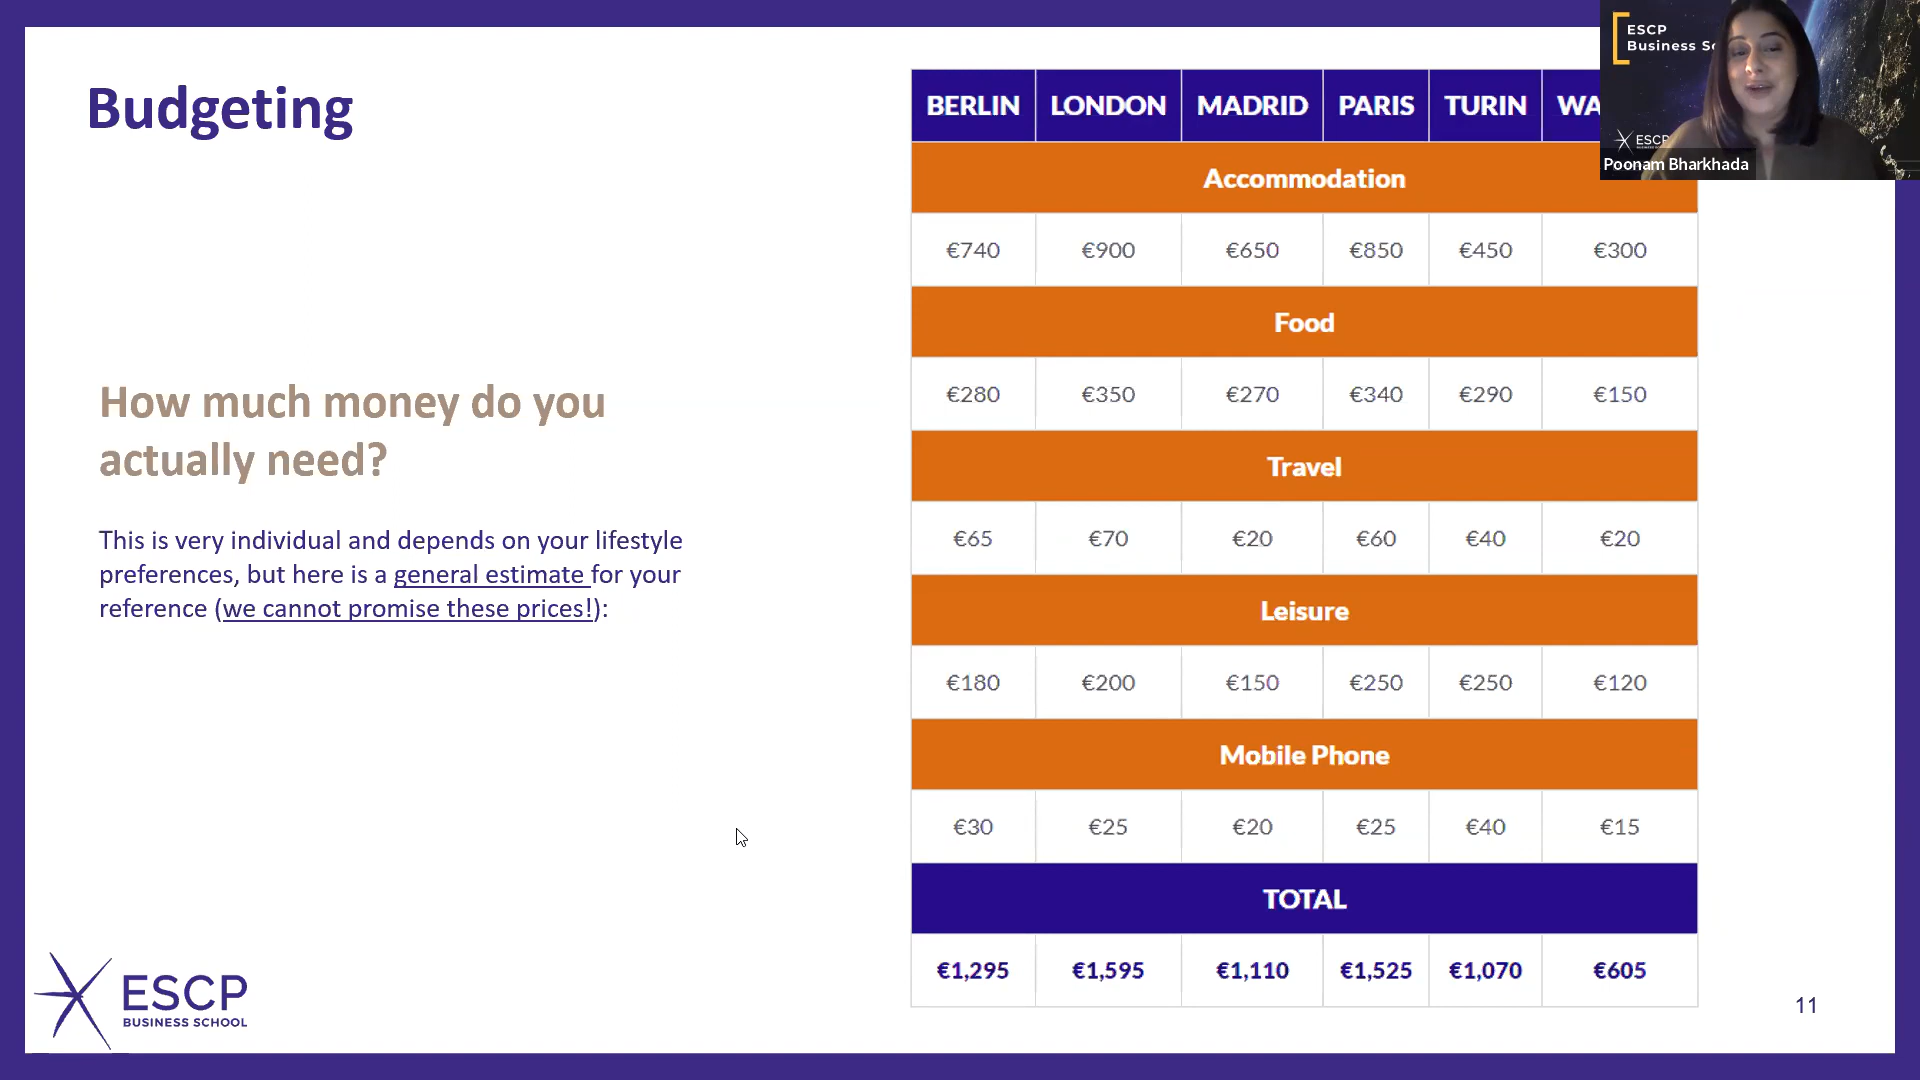 Budgeting
How much money do you
actually need?
This is very individual and depends on your lifestyle
preferences, but here is a general estimate for your
reference (we cannot promise these prices!):
BERLIN LONDON MADRID PARIS TURIN WA
Accommodation
€740 €900 €650 €850 €450 €300
Food
€280 €350 €270 €340 €290 €150
Travel
€65 €70 €20 €60 €40 €20
Leisure
€180 €200 €150 €250 €250 €120
Mobile Phone
€30 €25 €20 €25 €40 €15
TOTAL
€1,295 €1,595 €1,110 €1,525 €1,070 €605
ESCP
Business Sc
ESCP
Poonam Bharkhada
ESCP
BUSINESS SCHOOL
11